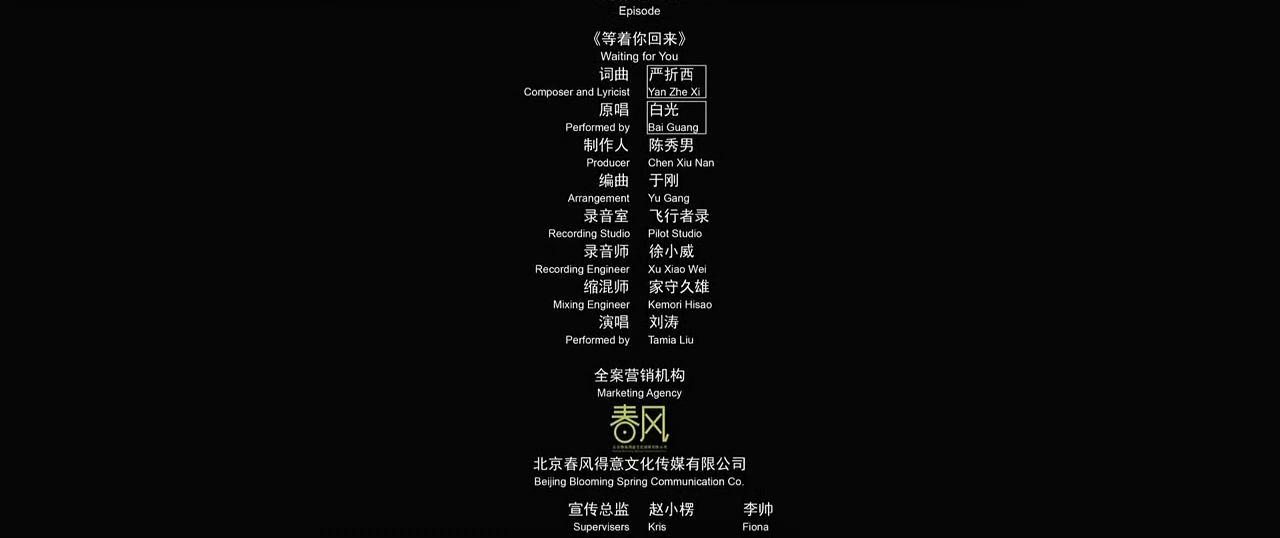 Episode
《等着你回来》
Waiting for You
词曲 严折西
Composer and Lyricist Yan Zhe Xi
原唱 白光
Performed by Bai Guang
制作人 陈秀男
Producer Chen Xiu Nan
编曲 于刚
Arrangement Yu Gang
录音室 飞行者录
Recording Studio Pilot Studio
录音师 徐小威
Recording Engineer Xu Xiao Wei
缩混师 家守久雄
Mixing Engineer Kemori Hisao
演唱 刘涛
Performed by Tamia Liu
全案营销机构
Marketing Agency
春风
北京春风得意文化传媒有限公司
Beijing Blooming Spring Communication Co.
宣传总监 赵小楞 李帅
Supervisers Kris Fiona